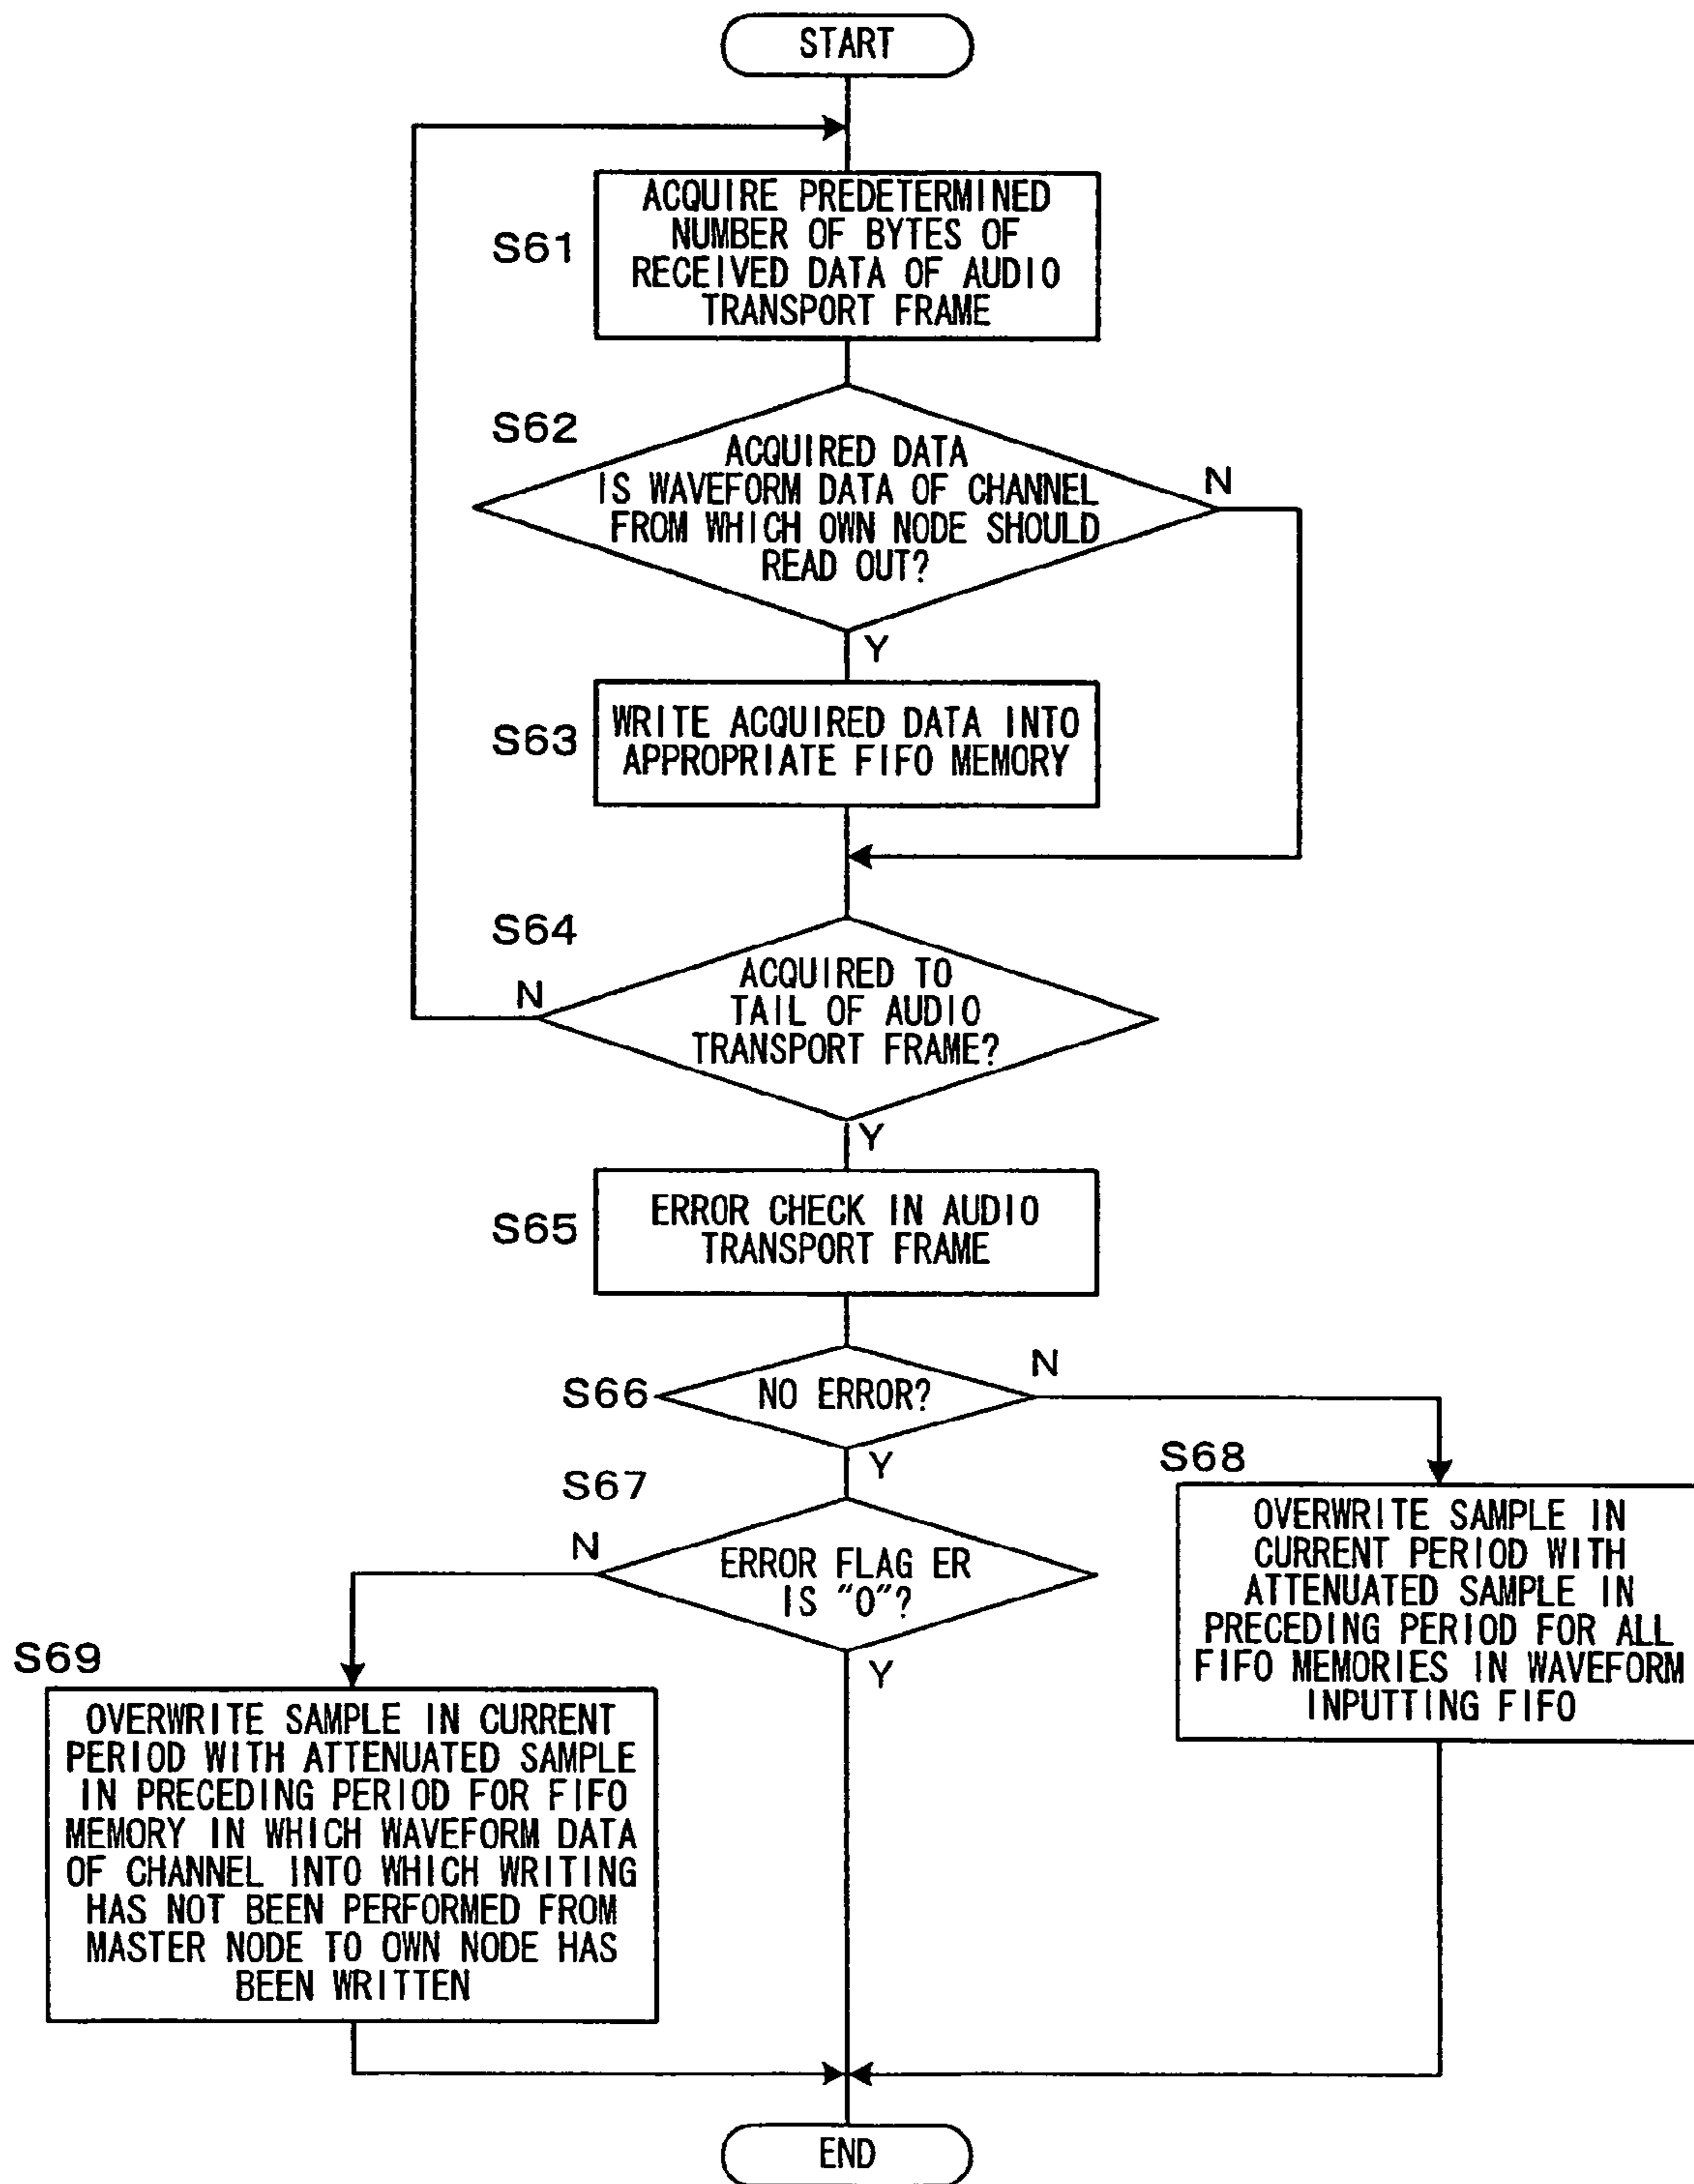 START
S61
ACQUIRE PREDETERMINED
NUMBER OF BYTES OF
RECEIVED DATA OF AUDIO
TRANSPORT FRAME
S62
ACQUIRED DATA
IS WAVEFORM DATA OF CHANNEL
FROM WHICH OWN NODE SHOULD
READ OUT?
N
Y
S63
WRITE ACQUIRED DATA INTO
APPROPRIATE FIFO MEMORY
S64
ACQUIRED TO
TAIL OF AUDIO
TRANSPORT FRAME?
N
Y
S65
ERROR CHECK IN AUDIO
TRANSPORT FRAME
S66
NO ERROR?
N
Y
S67
ERROR FLAG ER
IS "0"?
N
Y
S68
OVERWRITE SAMPLE IN
CURRENT PERIOD WITH
ATTENUATED SAMPLE IN
PRECEDING PERIOD FOR ALL
FIFO MEMORIES IN WAVEFORM
INPUTTING FIFO
S69
OVERWRITE SAMPLE IN CURRENT
PERIOD WITH ATTENUATED SAMPLE
IN PRECEDING PERIOD FOR FIFO
MEMORY IN WHICH WAVEFORM DATA
OF CHANNEL INTO WHICH WRITING
HAS NOT BEEN PERFORMED FROM
MASTER NODE TO OWN NODE HAS
BEEN WRITTEN
END